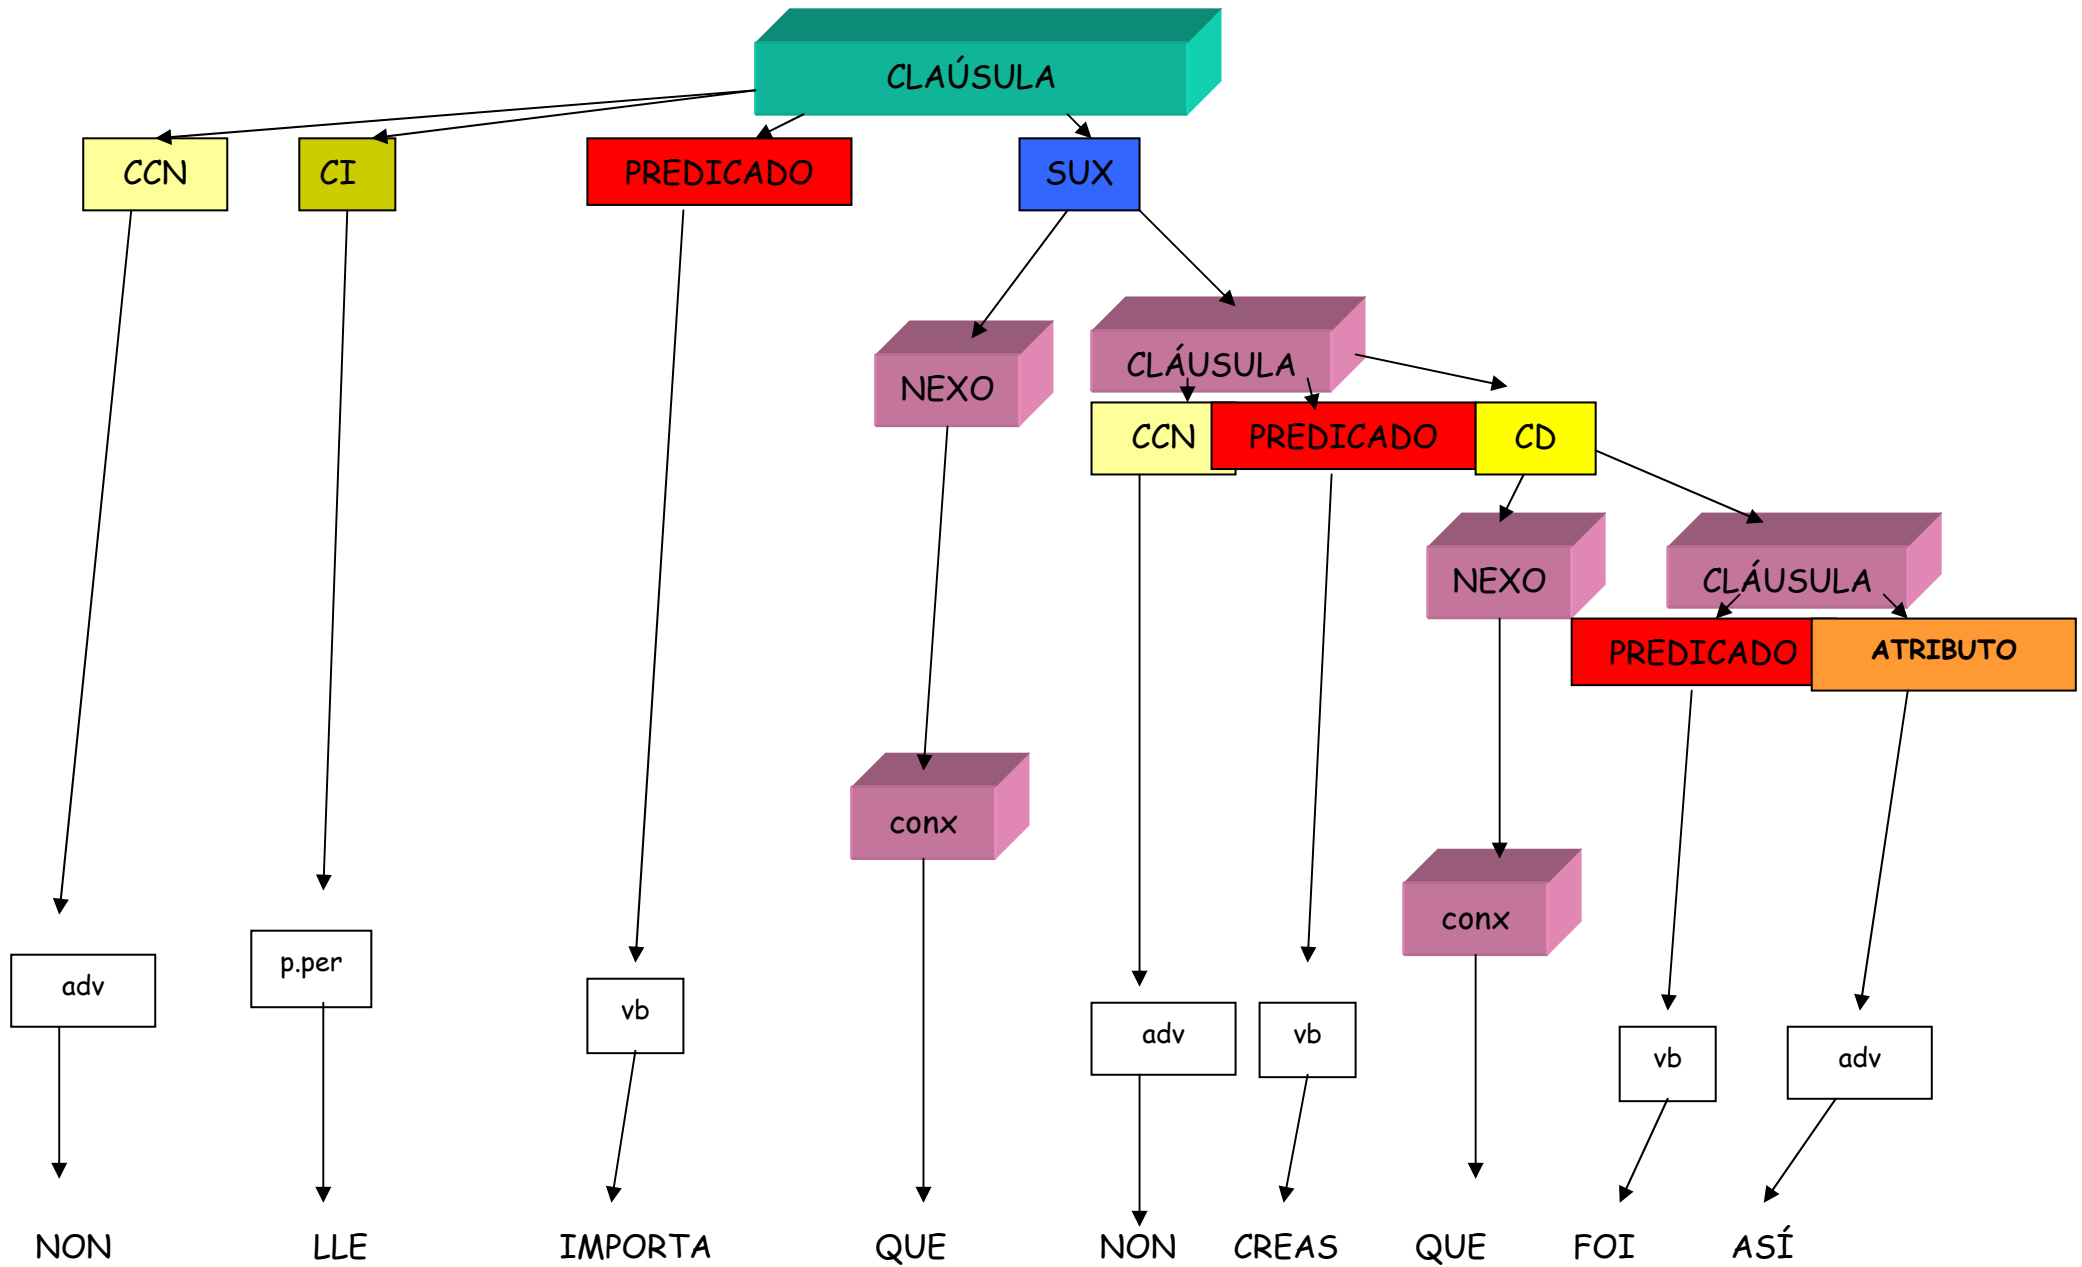 CLAÚSULA
CCN CI PREDICADO SUX
NEXO CLÁUSULA
CCN PREDICADO CD
NEXO CLÁUSULA
PREDICADO ATRIBUTO
conx
conx
adv p.per vb adv vb vb adv
NON LLE IMPORTA QUE NON CREAS QUE FOI ASÍ